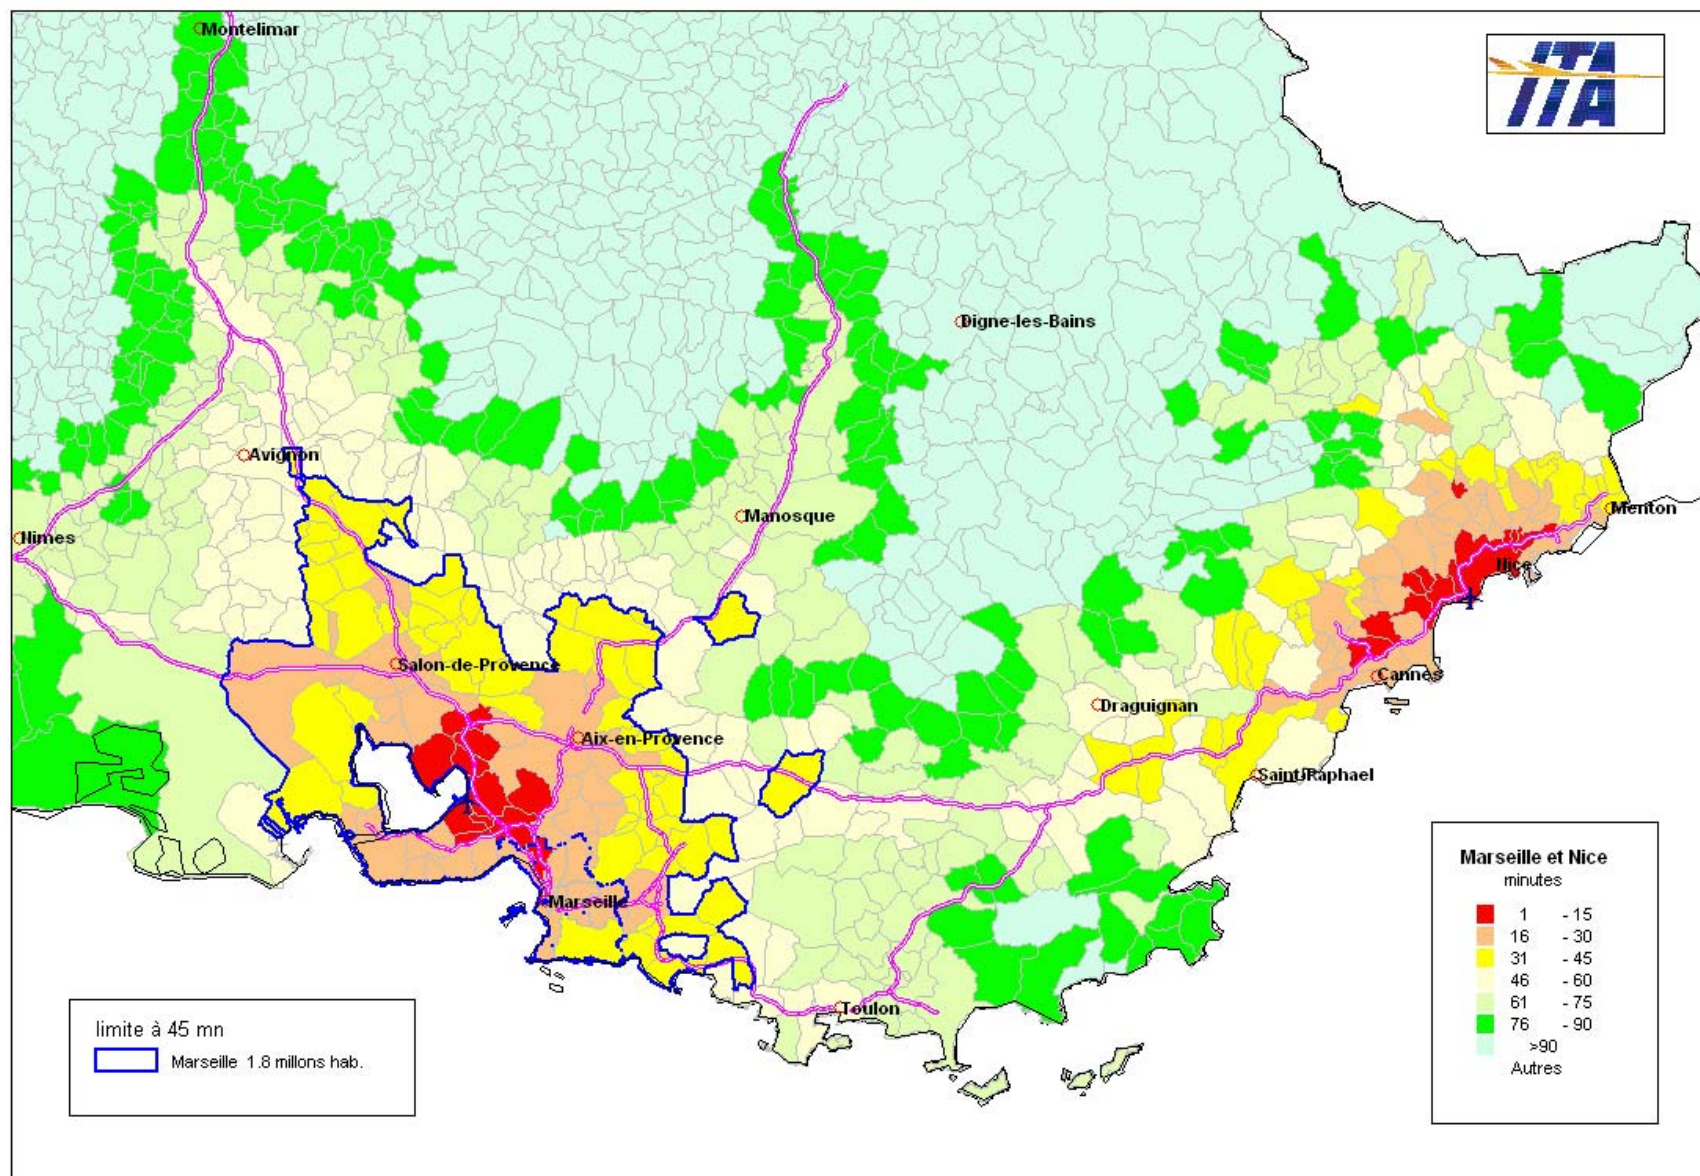 Montelimar
ITA
Digne-les-Bains
Avignon
Manosque
Menton
Nimes
Nice
Salon-de-Provence
Cannes
Draguignan
Aix-en-Provence
Saint-Raphael
Marseille
Toulon
Marseille et Nice
minutes
1 - 15
16 - 30
31 - 45
46 - 60
61 - 75
76 - 90
>90
Autres
limite à 45 mn
Marseille 1.8 millons hab.